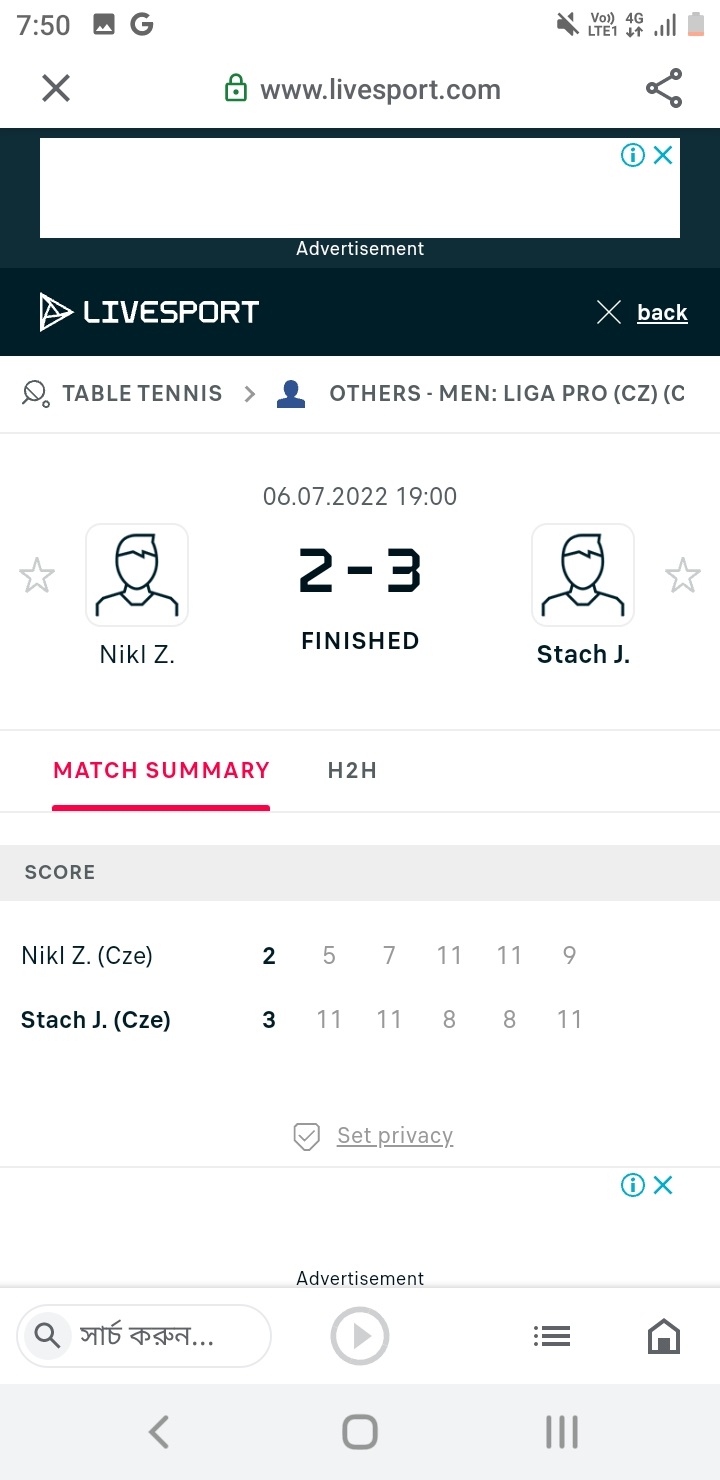 7:50 G Vo)) LTE1 4G
www.livesport.com
Advertisement
LIVESPORT back
TABLE TENNIS > OTHERS - MEN: LIGA PRO (CZ) (C
06.07.2022 19:00
2 - 3
FINISHED
Nikl Z. Stach J.
MATCH SUMMARY H2H
SCORE
Nikl Z. (Cze) 2 5 7 11 11 9
Stach J. (Cze) 3 11 11 8 8 11
Set privacy
Advertisement
সার্চ করুন...